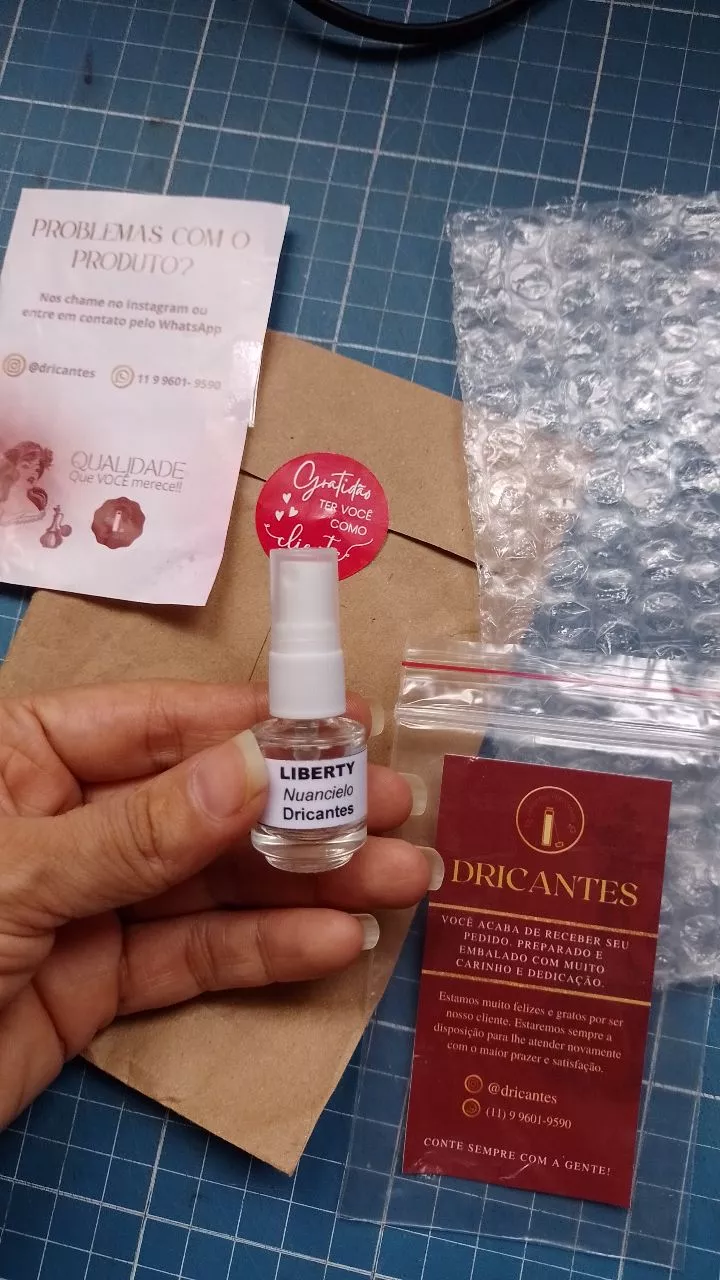 PROBLEMAS COM O
PRODUTO?
Nos chame no Instagram ou
entre em contato pelo WhatsApp
@dricantes
11 9 9601- 9590
QUALIDADE
Que VOCÊ merece!!
Gratidão
TER VOCÊ
COMO
cliente
LIBERTY
Nuancielo
Dricantes
DRICANTES
VOCÊ ACABA DE RECEBER SEU
PEDIDO. PREPARADO E
EMBALADO COM MUITO
CARINHO E DEDICAÇÃO.
Estamos muito felizes e gratos por ser
nosso cliente. Estaremos sempre a
disposição para lhe atender novamente
com o maior prazer e satisfação.
@dricantes
(11) 9 9601-9590
CONTE SEMPRE COM A GENTE!